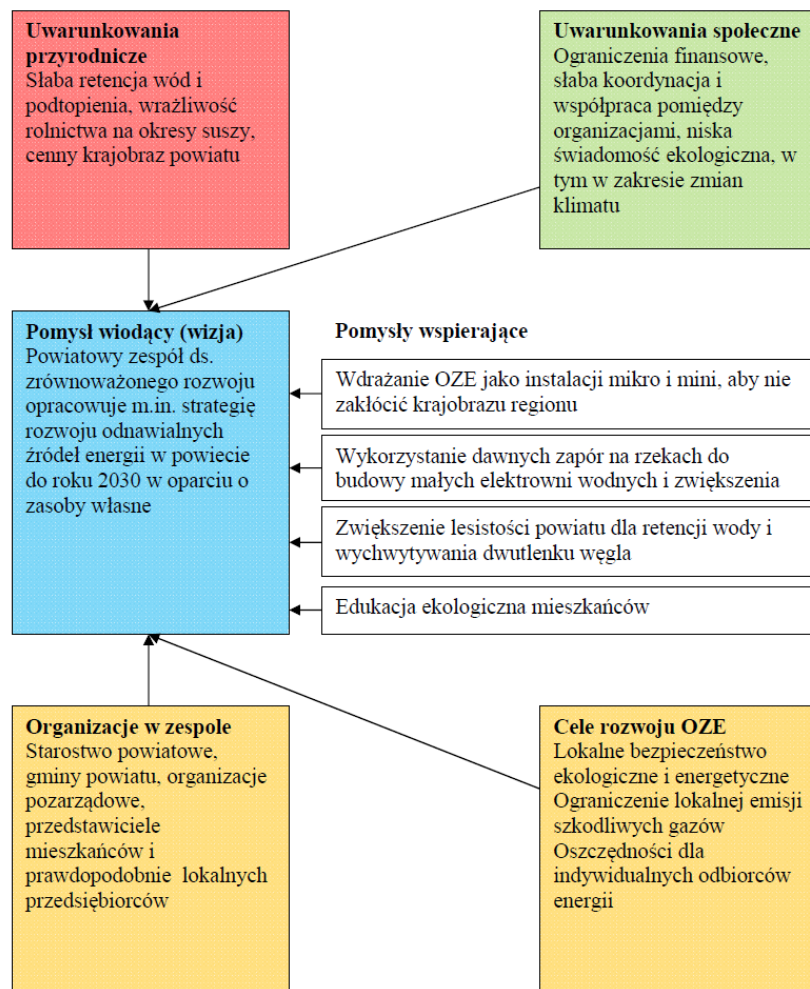 Uwarunkowania
przyrodnicze
Słaba retencja wód i
podtopienia, wrażliwość
rolnictwa na okresy suszy,
cenny krajobraz powiatu
Uwarunkowania społeczne
Ograniczenia finansowe,
słaba koordynacja i
współpraca pomiędzy
organizacjami, niska
świadomość ekologiczna, w
tym w zakresie zmian
klimatu
Pomysł wiodący (wizja)
Powiatowy zespół ds.
zrównoważonego rozwoju
opracowuje m.in. strategię
rozwoju odnawialnych
źródeł energii w powiecie
do roku 2030 w oparciu o
zasoby własne
Pomysły wspierające
Wdrażanie OZE jako instalacji mikro i mini, aby nie
zakłócić krajobrazu regionu
Wykorzystanie dawnych zapór na rzekach do
budowy małych elektrowni wodnych i zwiększenia
Zwiększenie lesistości powiatu dla retencji wody i
wychwytywania dwutlenku węgla
Edukacja ekologiczna mieszkańców
Organizacje w zespole
Starostwo powiatowe,
gminy powiatu, organizacje
pozarządowe,
przedstawiciele
mieszkańców i
prawdopodobnie lokalnych
przedsiębiorców
Cele rozwoju OZE
Lokalne bezpieczeństwo
ekologiczne i energetyczne
Ograniczenie lokalnej emisji
szkodliwych gazów
Oszczędności dla
indywidualnych odbiorców
energii